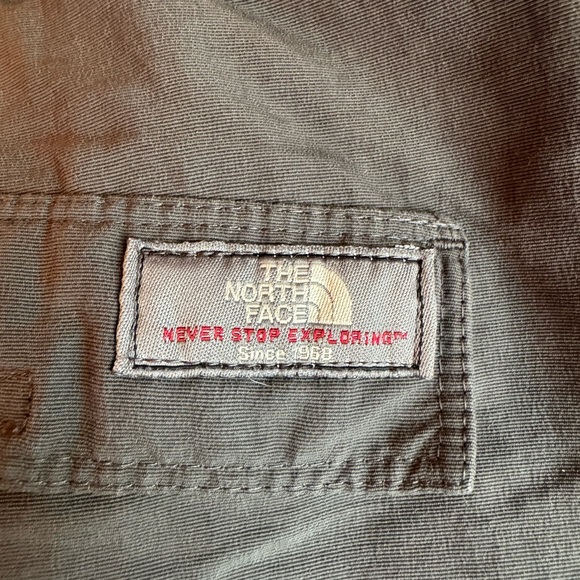 THE
NORTH
FACE
NEVER STOP EXPLORING™
Since 1968